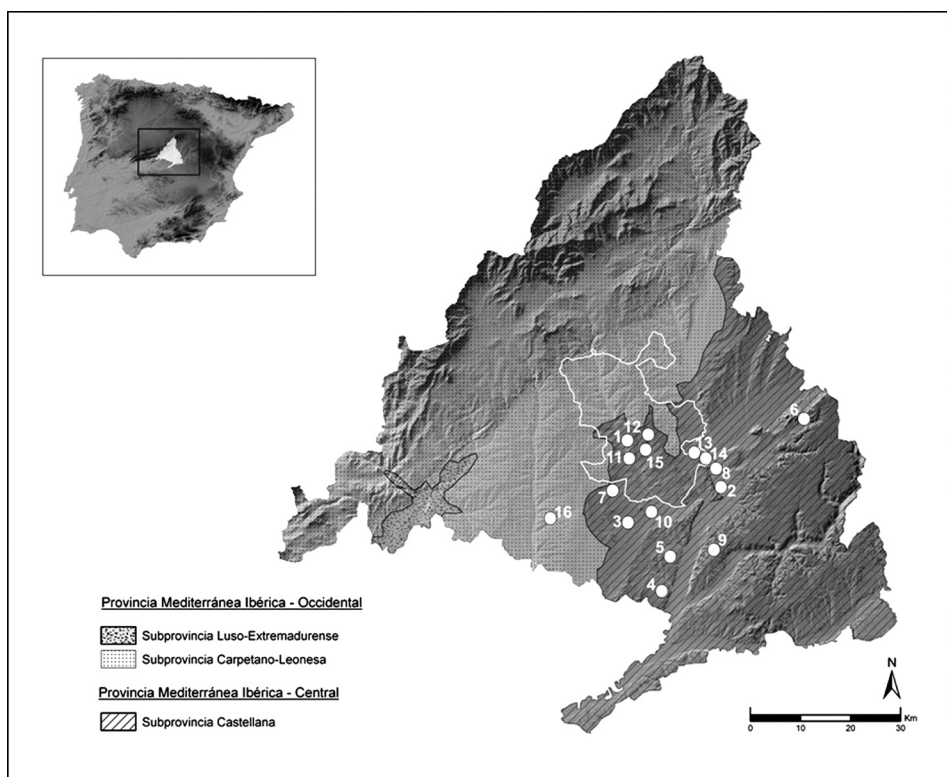 6
12
1
13
15
14
11
8
7
2
16
10
3
5
9
4
Provincia Mediterránea Ibérica - Occidental
Subprovincia Luso-Extremadurense
Subprovincia Carpetano-Leonesa
Provincia Mediterránea Ibérica - Central
Subprovincia Castellana
N
Km
0 10 20 30